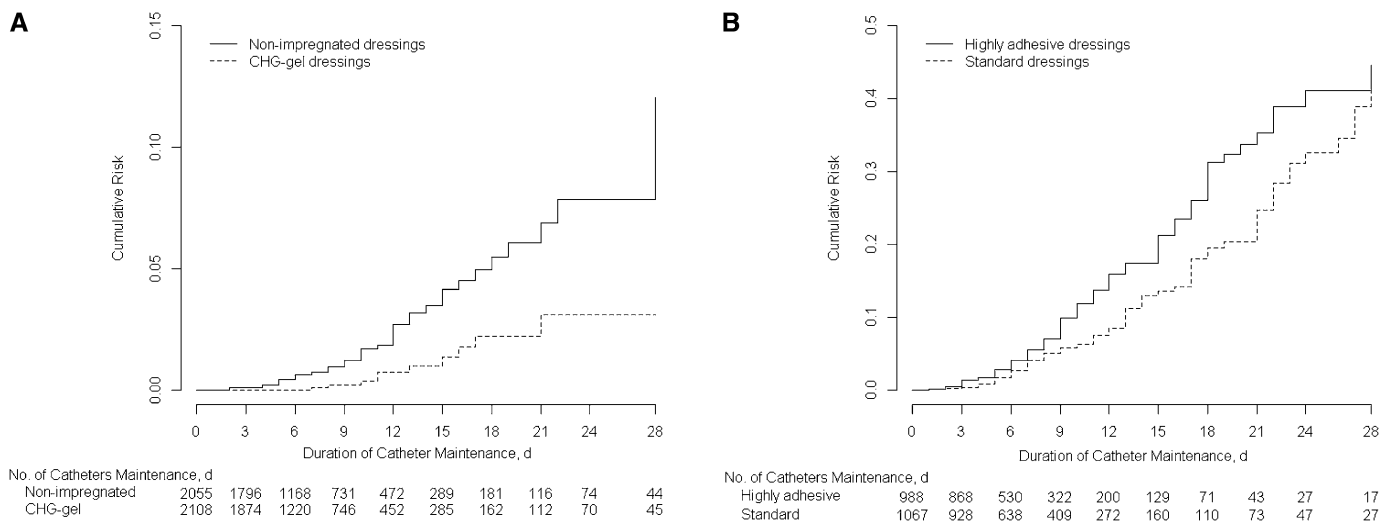 A
0.15
0.10
0.05
0.00
Cumulative Risk
Non-impregnated dressings
CHG-gel dressings
0 3 6 9 12 15 18 21 24 28
Duration of Catheter Maintenance, d
No. of Catheters Maintenance, d
Non-impregnated 2055 1796 1168 731 472 289 181 116 74 44
CHG-gel 2108 1874 1220 746 452 285 162 112 70 45
B
0.5
0.4
0.3
0.2
0.1
0.0
Cumulative Risk
Highly adhesive dressings
Standard dressings
0 3 6 9 12 15 18 21 24 28
Duration of Catheter Maintenance, d
No. of Catheters Maintenance, d
Highly adhesive 988 868 530 322 200 129 71 43 27 17
Standard 1067 928 638 409 272 160 110 73 47 27